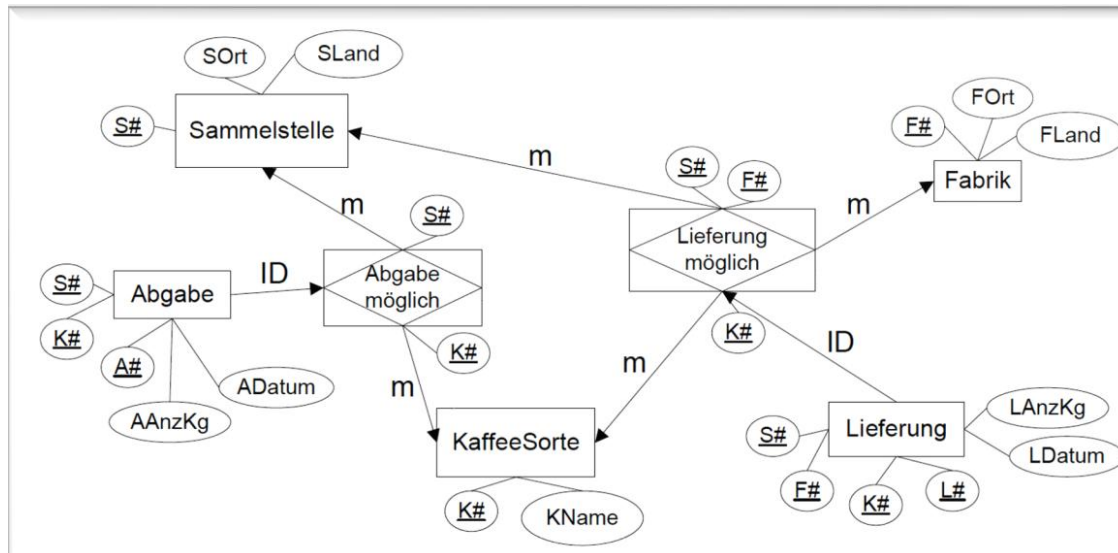 SOrt
SLand
S#
Sammelstelle
FOrt
F#
FLand
Fabrik
m
S#
F#
m
m
S#
Lieferung
möglich
ID
Abgabe
möglich
S#
Abgabe
K#
K#
K#
A#
ADatum
AAnzKg
m
m
ID
KaffeeSorte
K#
KName
LAnzKg
S#
Lieferung
LDatum
F#
K#
L#